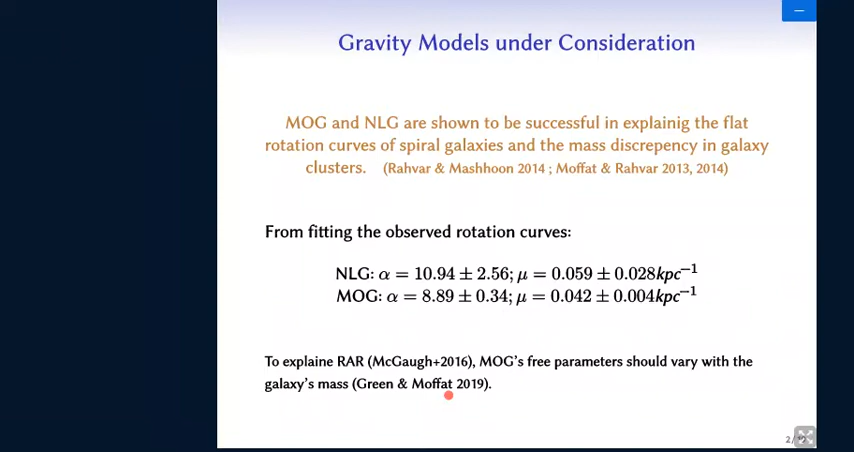 Gravity Models under Consideration
MOG and NLG are shown to be successful in explainig the flat
rotation curves of spiral galaxies and the mass discrepency in galaxy
clusters. (Rahvar & Mashhoon 2014 ; Moffat & Rahvar 2013, 2014)
From fitting the observed rotation curves:
NLG: α = 10.94 ± 2.56; μ = 0.059 ± 0.028kpc⁻¹
MOG: α = 8.89 ± 0.34; μ = 0.042 ± 0.004kpc⁻¹
To explaine RAR (McGaugh+2016), MOG's free parameters should vary with the
galaxy's mass (Green & Moffat 2019).
2/